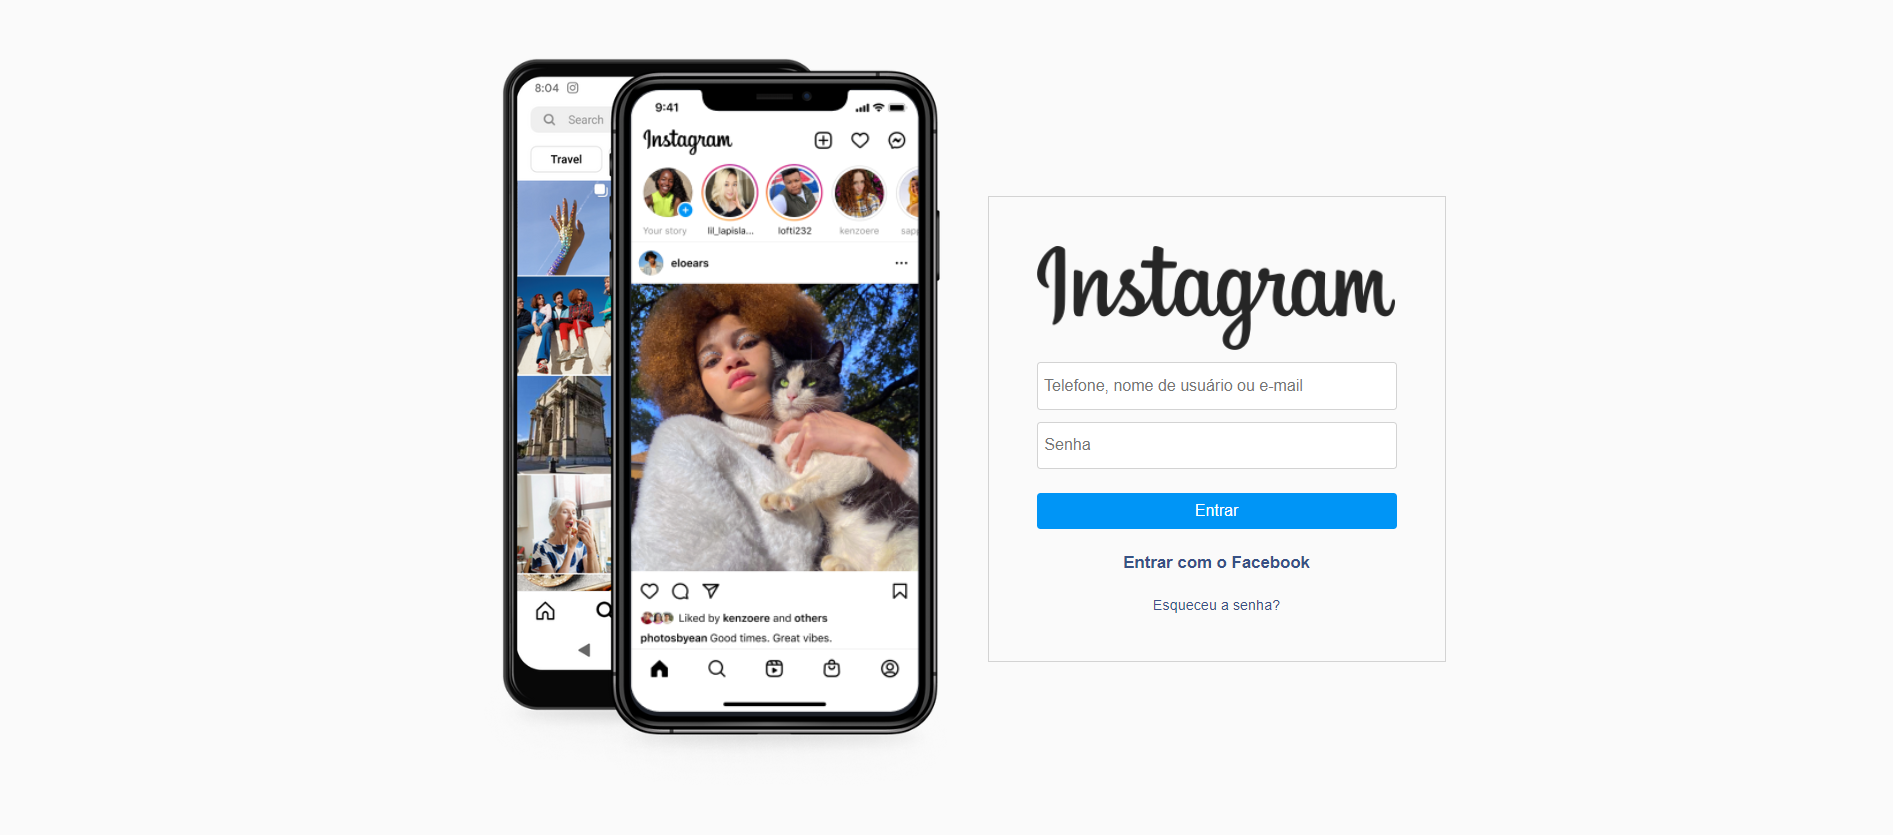 8:04
Search
Travel
9:41
Instagram
Your story
lil_lapisla...
lofti232
kenzoere
eloears
...
Liked by kenzoere and others
photosbyean Good times. Great vibes.
Instagram
Telefone, nome de usuário ou e-mail
Senha
Entrar
Entrar com o Facebook
Esqueceu a senha?